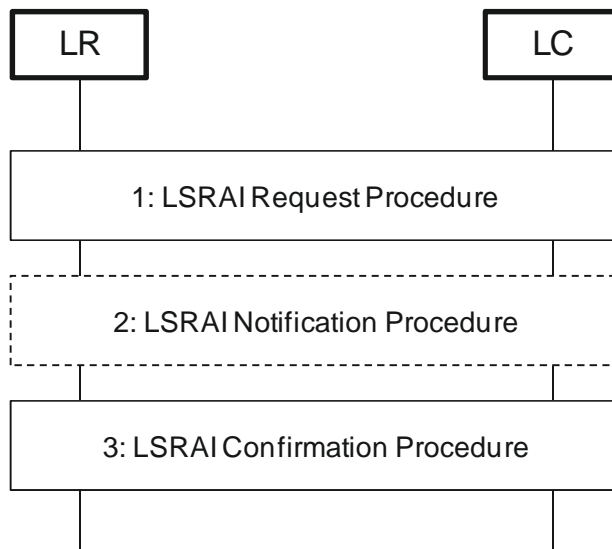 LR
LC
1: LSRAI Request Procedure
2: LSRAI Notification Procedure
3: LSRAI Confirmation Procedure